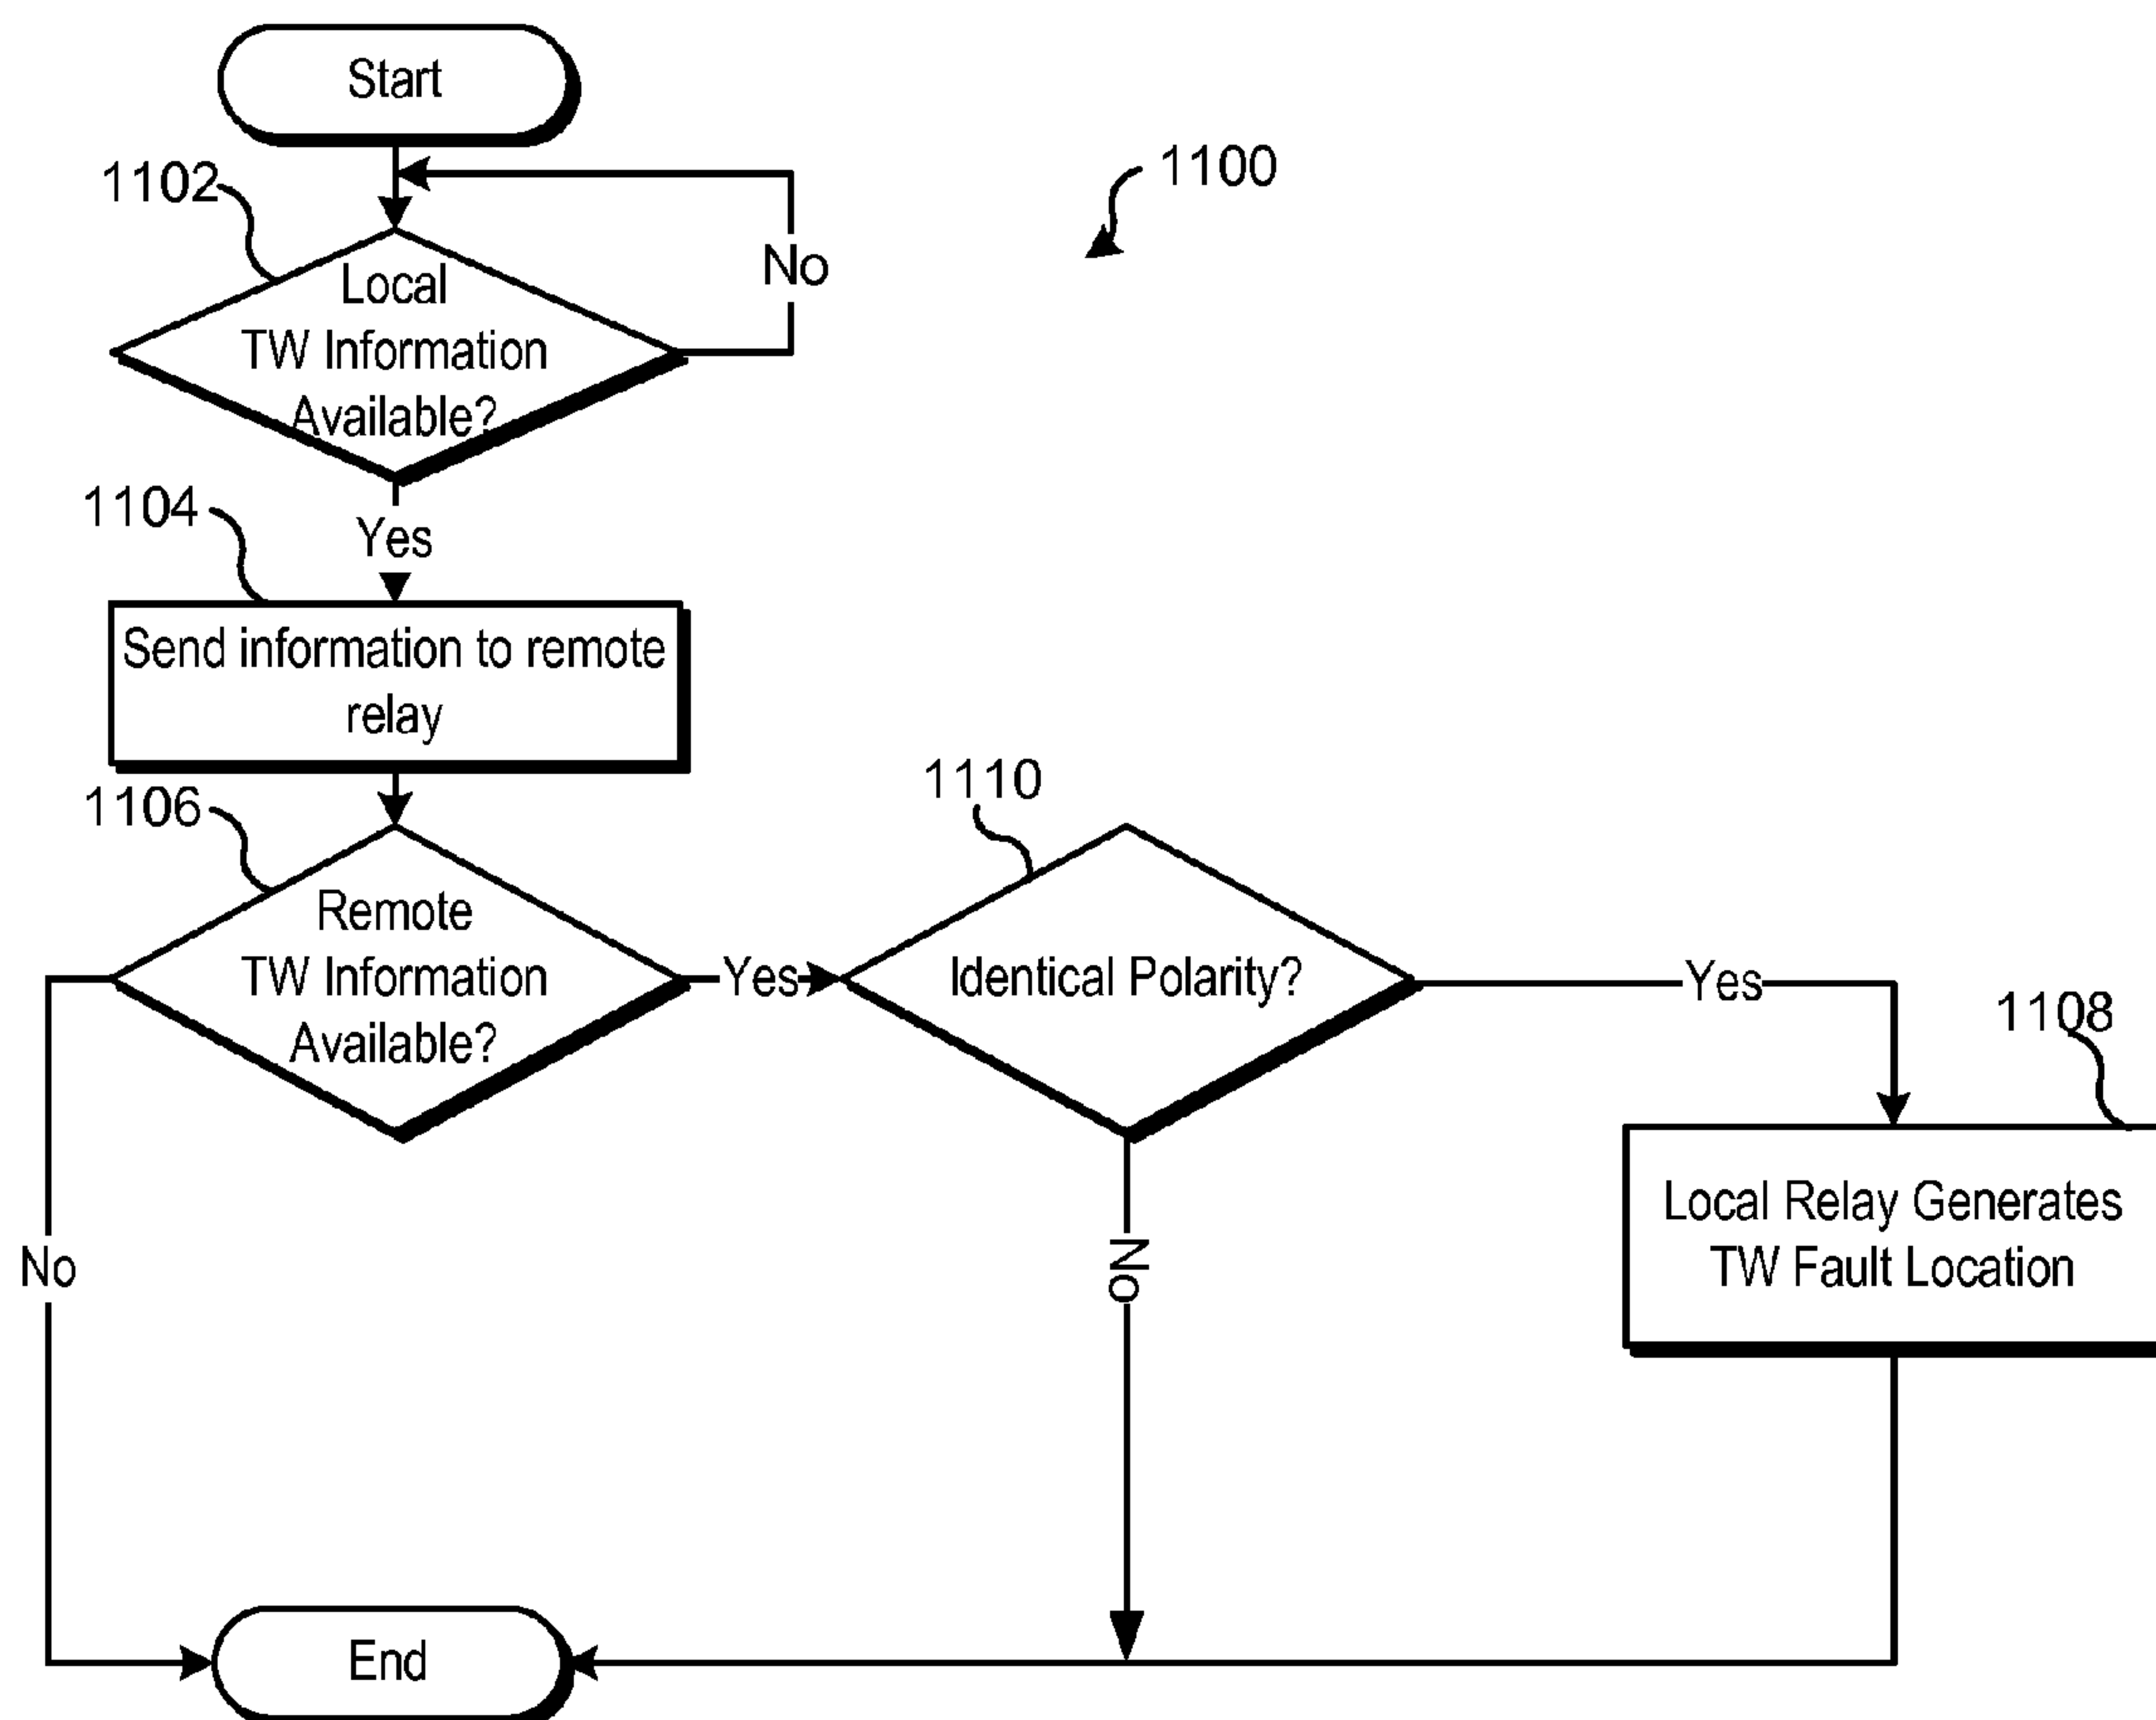 Start
1102
1100
No
Local
TW Information
Available?
1104
Yes
Send information to remote
relay
1106
1110
Remote
TW Information
Available?
Yes
Identical Polarity?
Yes
1108
Local Relay Generates
TW Fault Location
No
No
End